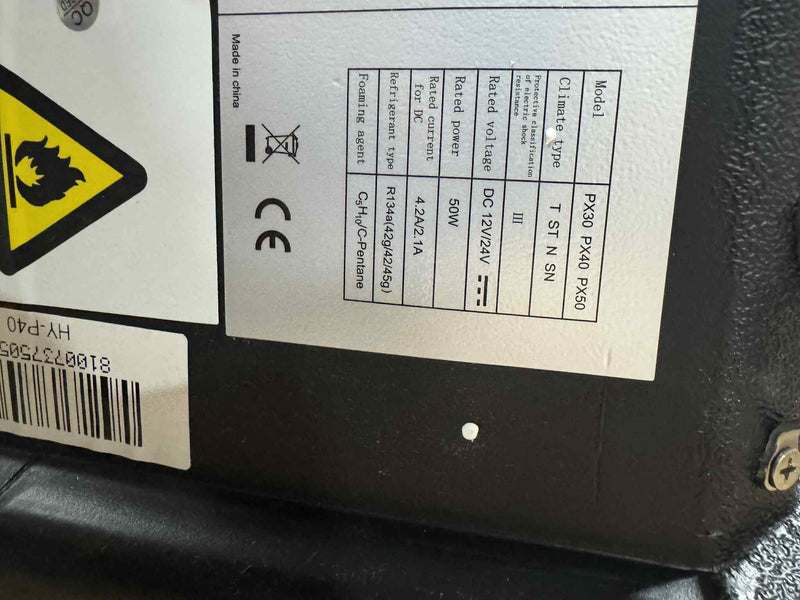 QC
Made in china
Model PX30 PX40 PX50
Climate type T ST N SN
Protective classification
of electric shock
resistance III
Rated voltage DC 12V/24V
Rated power 50W
Rated current
for DC 4.2A/2.1A
Refrigerant type R134a(42g/42/45g)
Foaming agent C₅H₁₀/C-Pentane
CE
HY-P40
8100737505